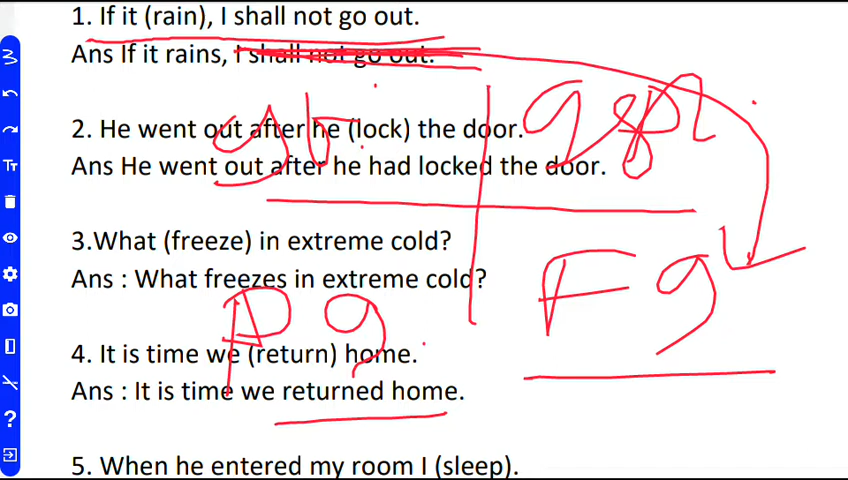 1. If it (rain), I shall not go out.
Ans If it rains, I shall not go out.
2. He went out after he (lock) the door.
Ans He went out after he had locked the door.
3.What (freeze) in extreme cold?
Ans : What freezes in extreme cold?
4. It is time we (return) home.
Ans : It is time we returned home.
5. When he entered my room I (sleep).